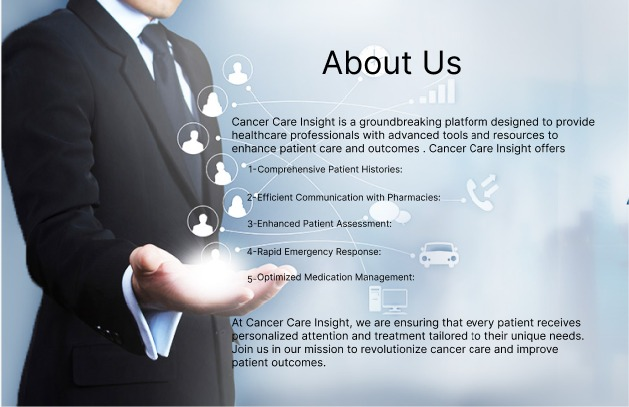 About Us
Cancer Care Insight is a groundbreaking platform designed to provide
healthcare professionals with advanced tools and resources to
enhance patient care and outcomes . Cancer Care Insight offers
1-Comprehensive Patient Histories:
2-Efficient Communication with Pharmacies:
3-Enhanced Patient Assessment:
4-Rapid Emergency Response:
5-Optimized Medication Management:
At Cancer Care Insight, we are ensuring that every patient receives
personalized attention and treatment tailored to their unique needs.
Join us in our mission to revolutionize cancer care and improve
patient outcomes.